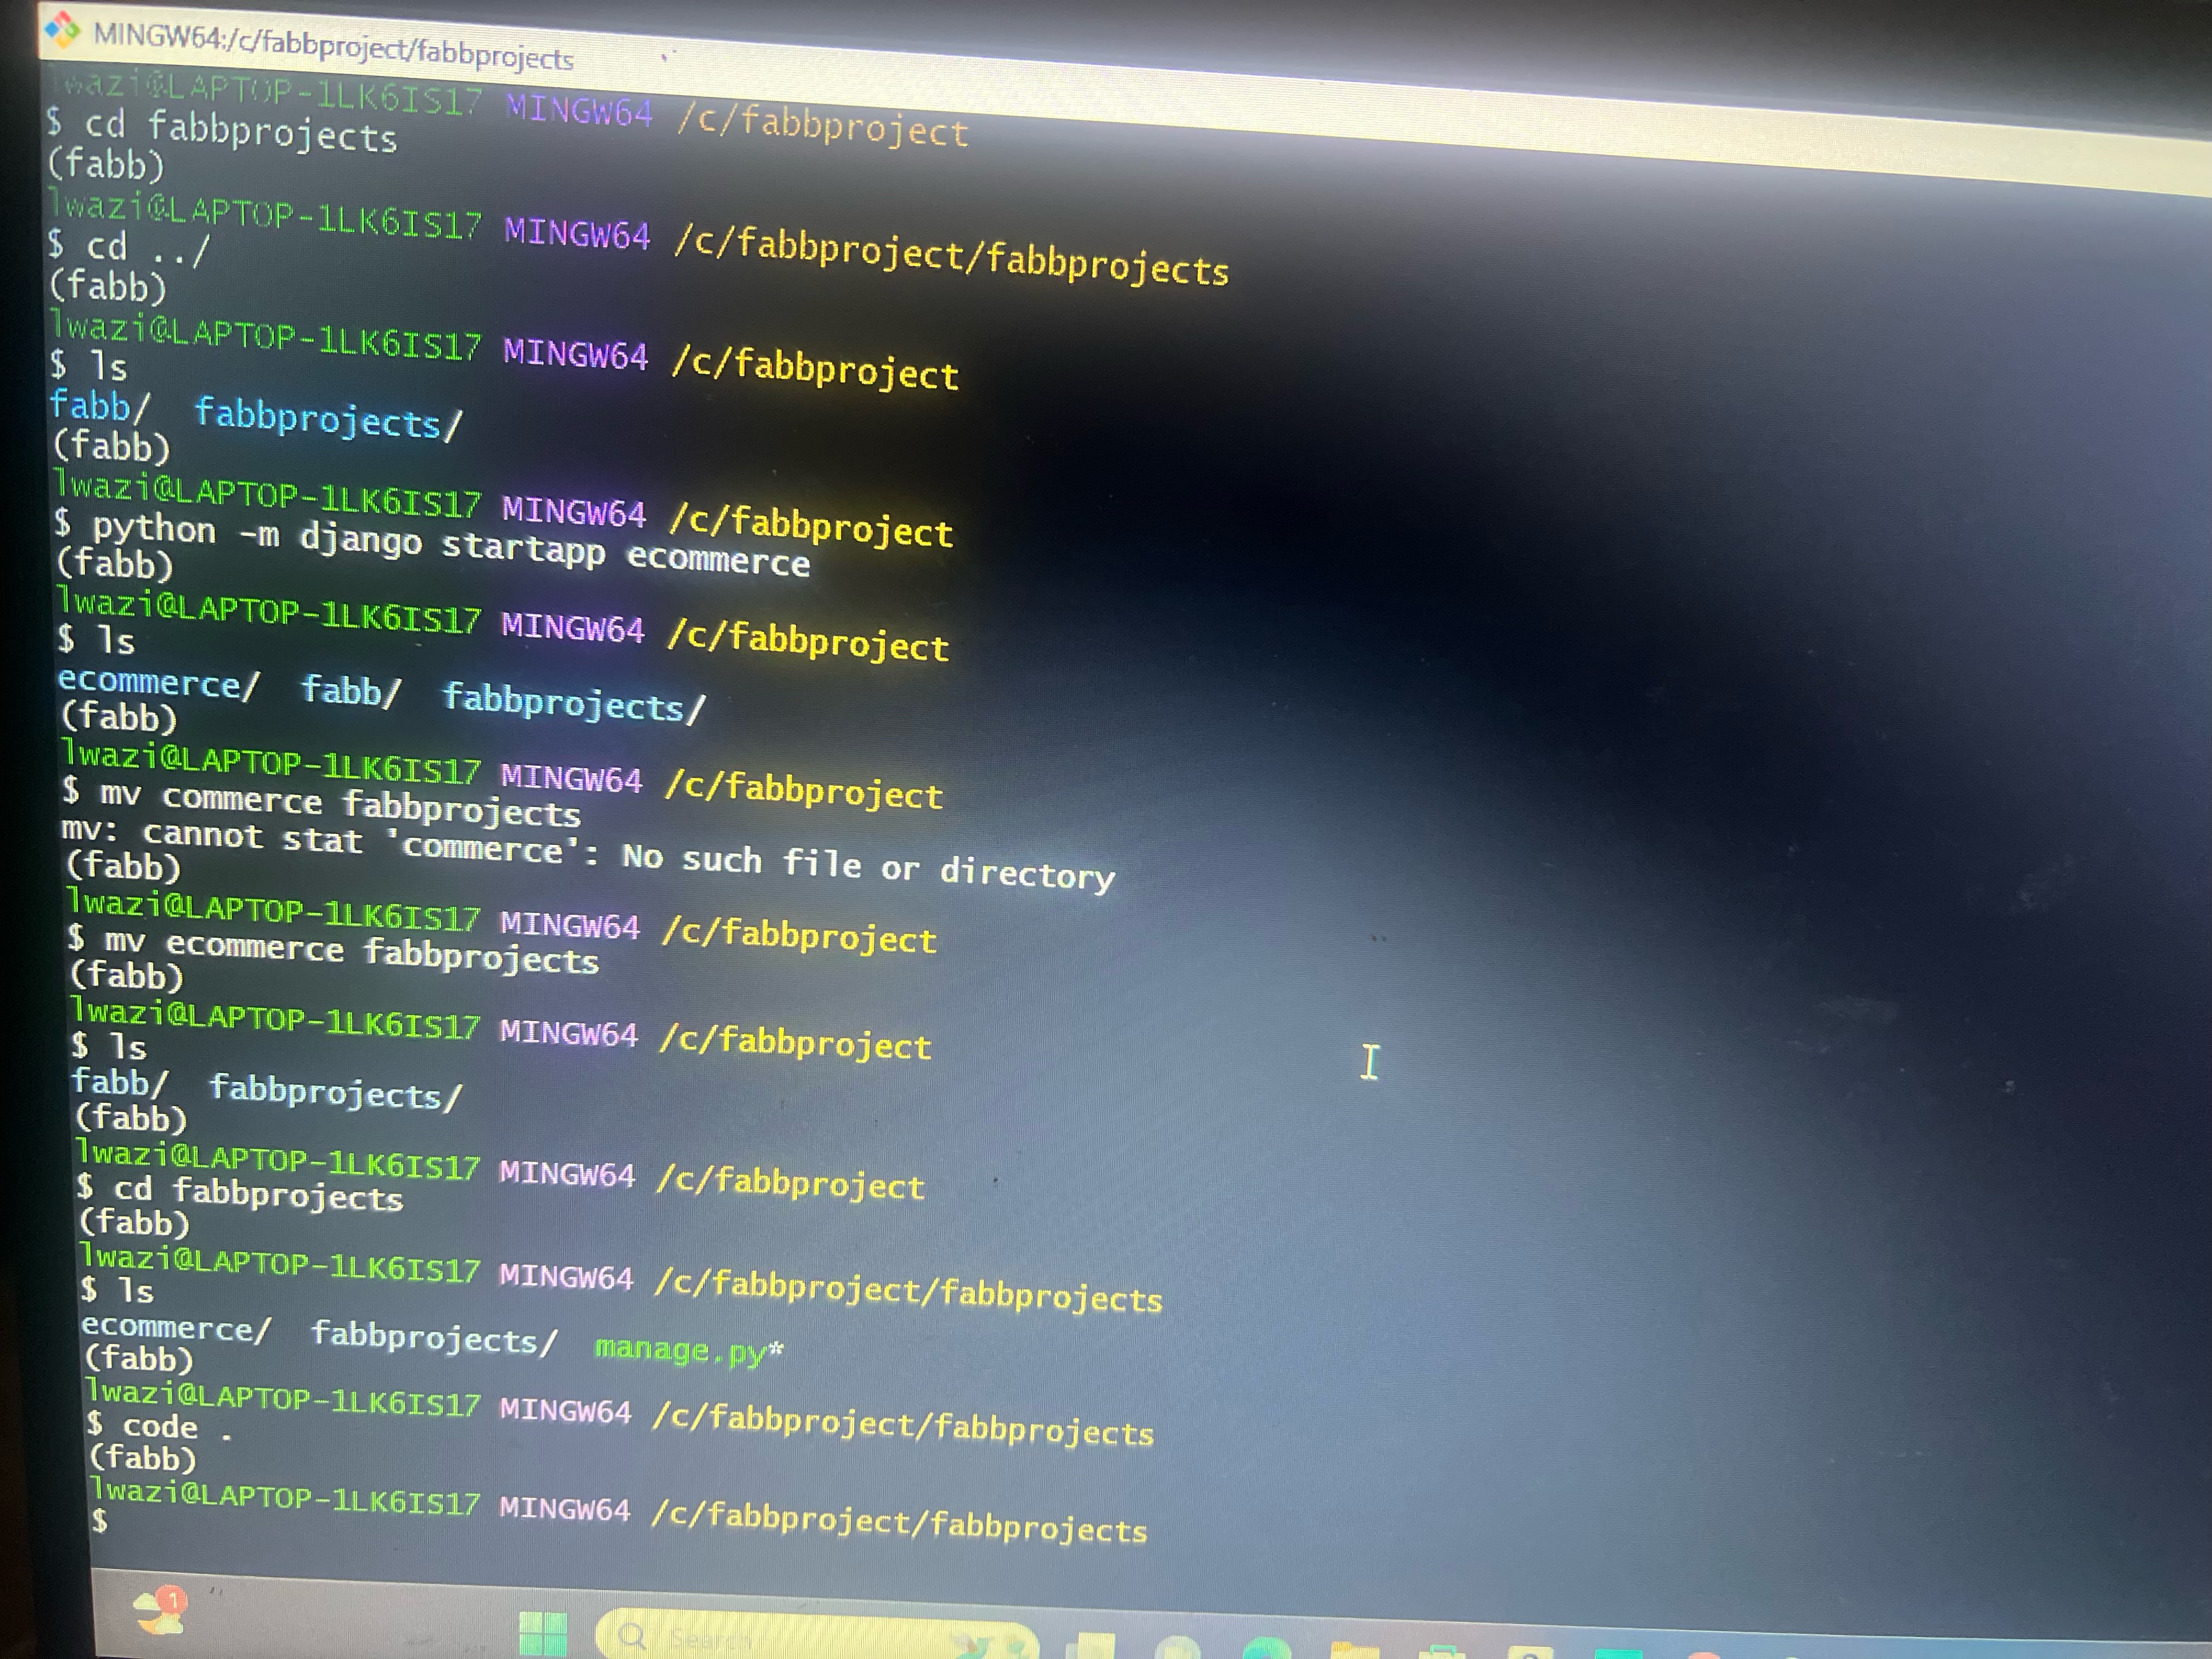 MINGW64:/c/fabbproject/fabbprojects
lwazi@LAPTOP-1LK6IS17 MINGW64 /c/fabbproject
$ cd fabbprojects
(fabb)
lwazi@LAPTOP-1LK6IS17 MINGW64 /c/fabbproject/fabbprojects
$ cd ../
(fabb)
lwazi@LAPTOP-1LK6IS17 MINGW64 /c/fabbproject
$ ls
fabb/  fabbprojects/
(fabb)
lwazi@LAPTOP-1LK6IS17 MINGW64 /c/fabbproject
$ python -m django startapp ecommerce
(fabb)
lwazi@LAPTOP-1LK6IS17 MINGW64 /c/fabbproject
$ ls
ecommerce/  fabb/  fabbprojects/
(fabb)
lwazi@LAPTOP-1LK6IS17 MINGW64 /c/fabbproject
$ mv commerce fabbprojects
mv: cannot stat 'commerce': No such file or directory
(fabb)
lwazi@LAPTOP-1LK6IS17 MINGW64 /c/fabbproject
$ mv ecommerce fabbprojects
(fabb)
lwazi@LAPTOP-1LK6IS17 MINGW64 /c/fabbproject
$ ls
fabb/  fabbprojects/
(fabb)
lwazi@LAPTOP-1LK6IS17 MINGW64 /c/fabbproject
$ cd fabbprojects
(fabb)
lwazi@LAPTOP-1LK6IS17 MINGW64 /c/fabbproject/fabbprojects
$ ls
ecommerce/  fabbprojects/  manage.py*
(fabb)
lwazi@LAPTOP-1LK6IS17 MINGW64 /c/fabbproject/fabbprojects
$ code .
(fabb)
lwazi@LAPTOP-1LK6IS17 MINGW64 /c/fabbproject/fabbprojects
$
1
Search